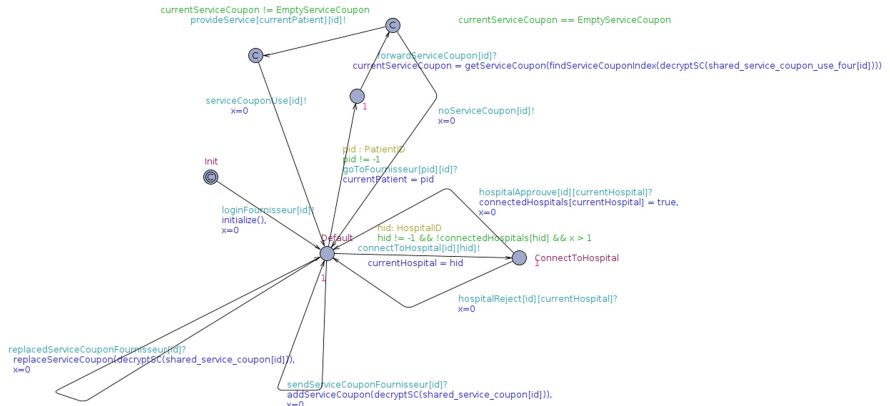 currentServiceCoupon != EmptyServiceCoupon
provideService[currentPatient][id]!
C
currentServiceCoupon == EmptyServiceCoupon
C
forwardServiceCoupon[id]?
currentServiceCoupon = getServiceCoupon(findServiceCouponIndex(decryptSC(shared_service_coupon_use_four[id])))
serviceCouponUse[id]!
x=0
1
noServiceCoupon[id]!
x=0
pid : PatientID
pid != -1
goToFournisseur[pid][id]?
currentPatient = pid
Init
hospitalApprouve[id][currentHospital]?
connectedHospitals[currentHospital] = true,
x=0
loginFournisseur[id]!
initialize(),
x=0
hid: HospitalID
hid != -1 && !connectedHospitals[hid] && x > 1
connectToHospital[id][hid]!
currentHospital = hid
Default
1
ConnectToHospital
1
hospitalReject[id][currentHospital]?
x=0
replacedServiceCouponFournisseur[id]?
replaceServiceCoupon(decryptSC(shared_service_coupon[id])),
x=0
sendServiceCouponFournisseur[id]?
addServiceCoupon(decryptSC(shared_service_coupon[id])),
x=0